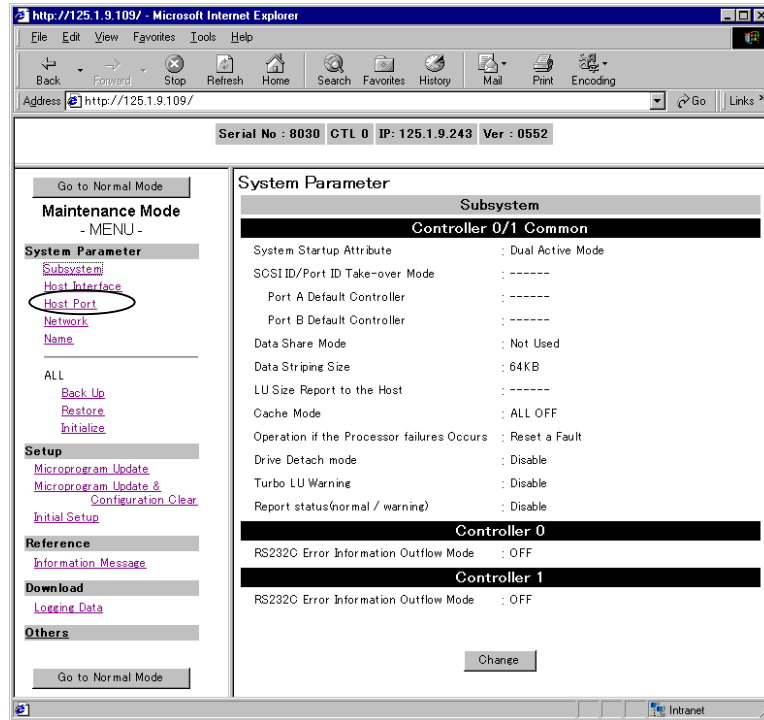 http://125.1.9.109/ - Microsoft Internet Explorer
File Edit View Favorites Tools Help
Back Forward Stop Refresh Home Search Favorites History Mail Print Encoding
Address http://125.1.9.109/ Go Links »
Serial No : 8030 CTL 0 IP: 125.1.9.243 Ver : 0552
Go to Normal Mode
Maintenance Mode
- MENU -
System Parameter
Subsystem
Host Interface
Host Port
Network
Name
ALL
Back Up
Restore
Initialize
Setup
Microprogram Update
Microprogram Update &
Configuration Clear
Initial Setup
Reference
Information Message
Download
Logging Data
Others
Go to Normal Mode
System Parameter
Subsystem
Controller 0/1 Common
System Startup Attribute : Dual Active Mode
SCSI ID/Port ID Take-over Mode : ------
Port A Default Controller : ------
Port B Default Controller : ------
Data Share Mode : Not Used
Data Striping Size : 64KB
LU Size Report to the Host : ------
Cache Mode : ALL OFF
Operation if the Processor failures Occurs : Reset a Fault
Drive Detach mode : Disable
Turbo LU Warning : Disable
Report status(normal / warning) : Disable
Controller 0
RS232C Error Information Outflow Mode : OFF
Controller 1
RS232C Error Information Outflow Mode : OFF
Change
Intranet